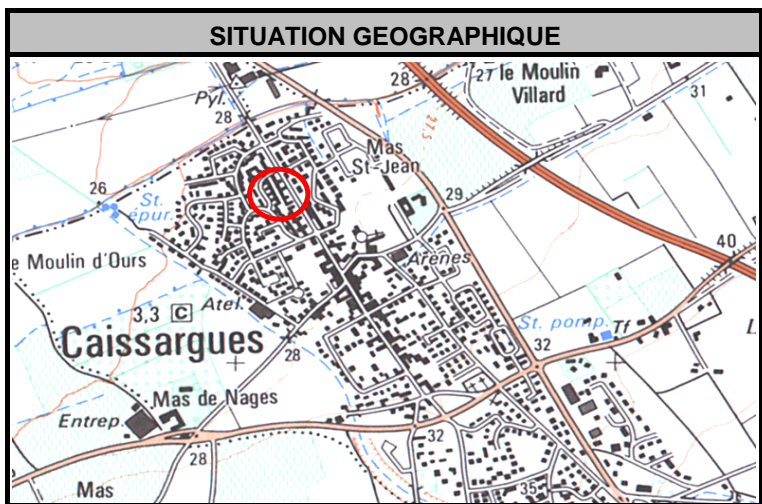 SITUATION GEOGRAPHIQUE
28
27
le Moulin
Villard
31
Pyl.
28
27,5
Mas
St-Jean
26
St.
épur.
29
e Moulin d'Ours
Arènes
40
3.3 C
Atel.
St. pomp.
Tf
L
Caissargues
28
32
Mas de Nages
Entrep.
32
28
35
Mas